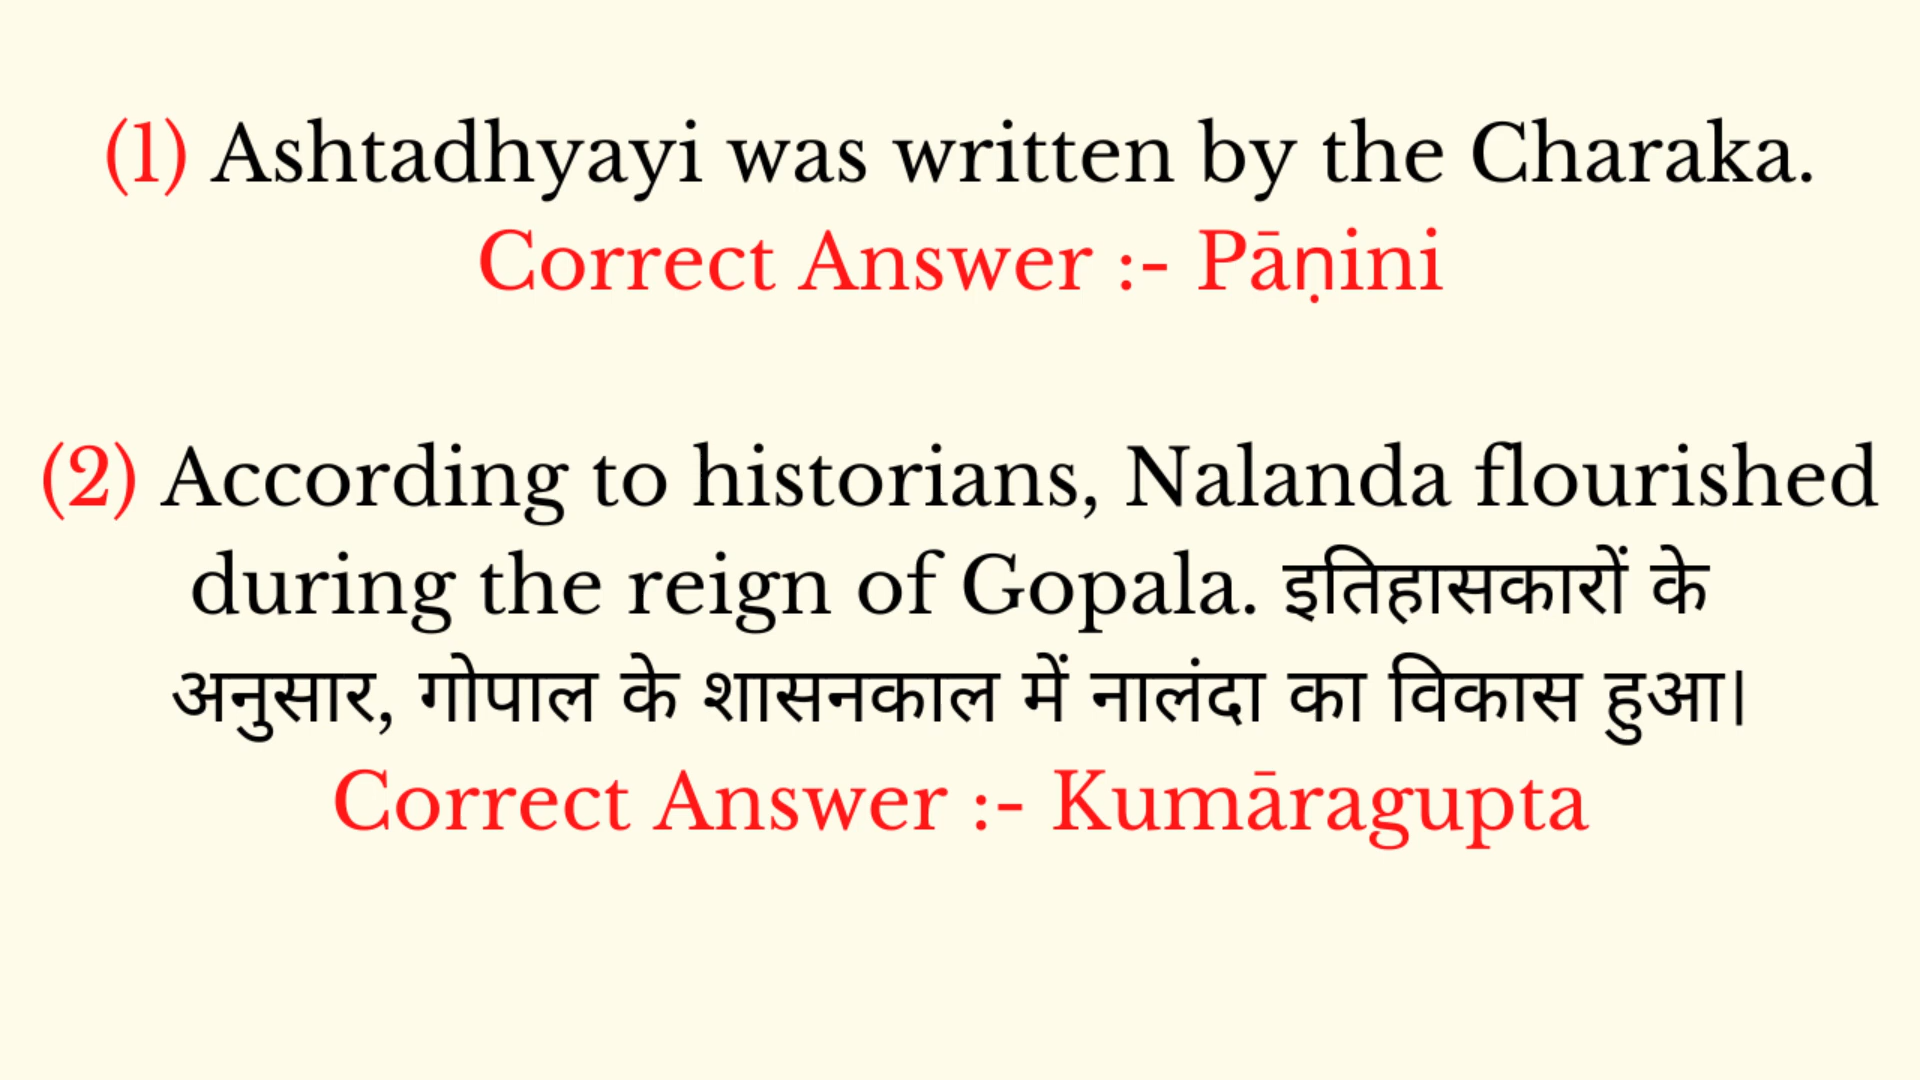 (1) Ashtadhyayi was written by the Charaka.
Correct Answer :- Pāṇini
(2) According to historians, Nalanda flourished
during the reign of Gopala. इतिहासकारों के
अनुसार, गोपाल के शासनकाल में नालंदा का विकास हुआ।
Correct Answer :- Kumāragupta